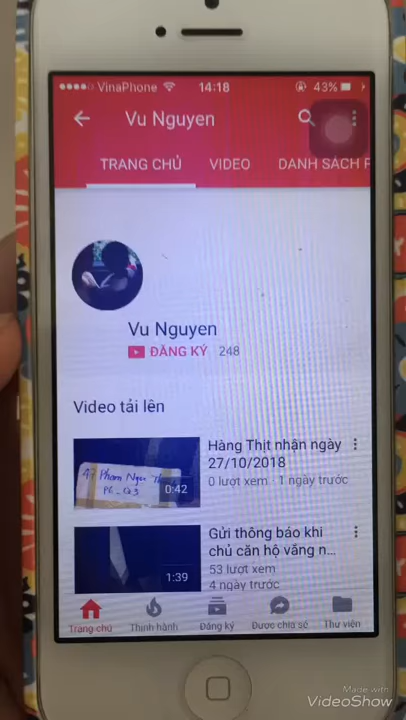 VinaPhone 14:18 43%
Vu Nguyen
TRANG CHỦ VIDEO DANH SÁCH P
Vu Nguyen
ĐĂNG KÝ 248
Video tải lên
Hàng Thịt nhận ngày
27/10/2018
0 lượt xem · 1 ngày trước
47 Phạm Ngọc
0:42
Gửi thông báo khi
chủ căn hộ vắng n...
53 lượt xem
4 ngày trước
1:39
Trang chủ Thịnh hành Đăng ký Được chia sẻ Thư viện
Made with
VideoShow